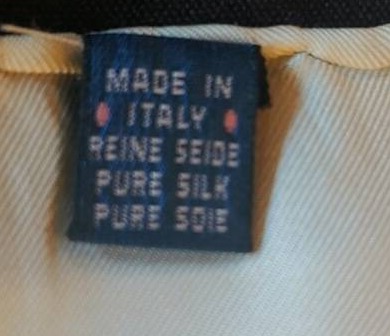 MADE IN
ITALY
REINE SEIDE
PURE SILK
PURE SOIE